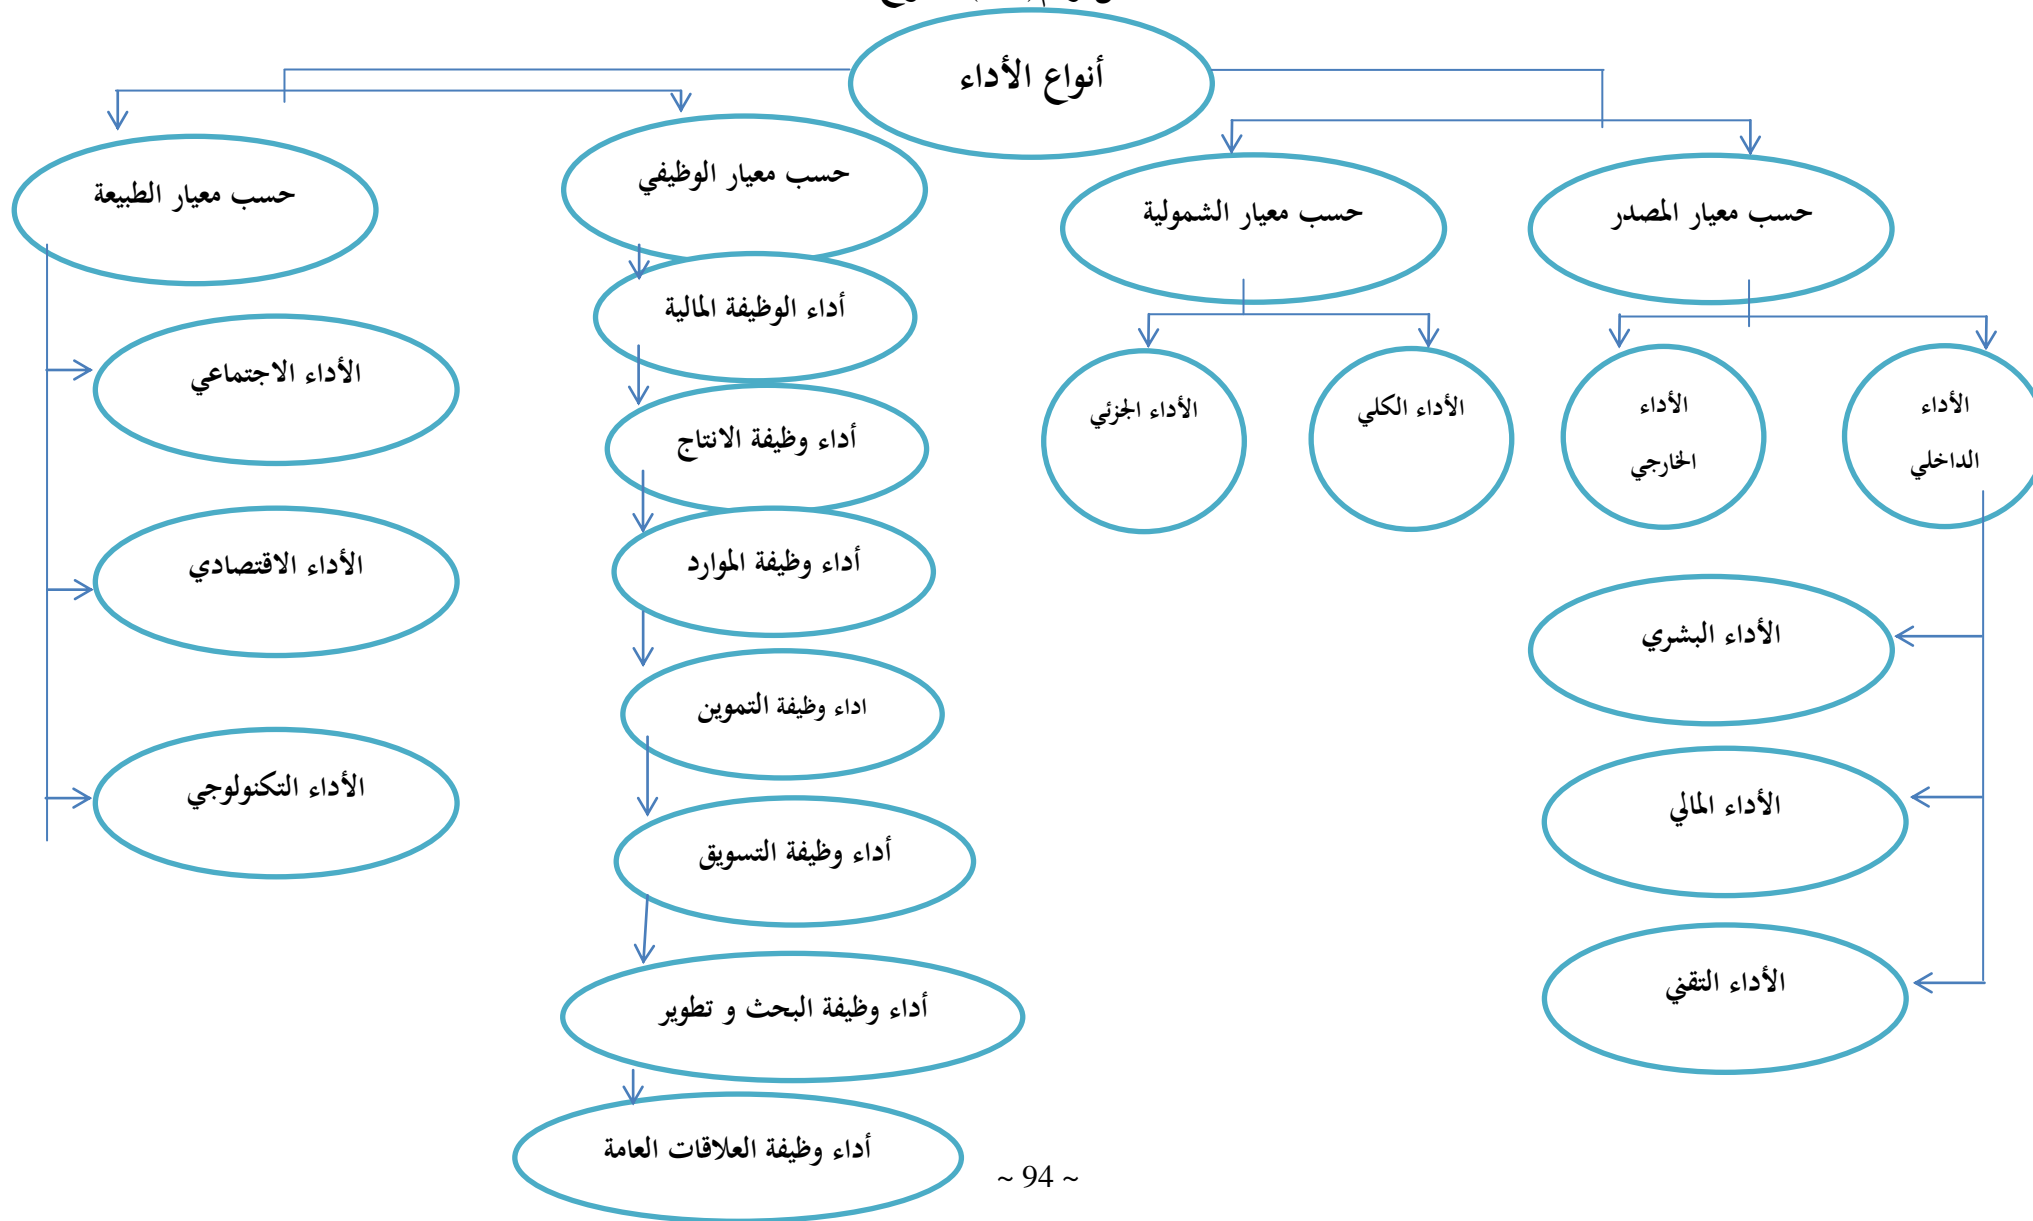 أنواع الأداء
حسب معيار المصدر
حسب معيار الشمولية
حسب معيار الوظيفي
حسب معيار الطبيعة
الأداء
الداخلي
الأداء
الخارجي
الأداء الكلي
الأداء الجزئي
الأداء البشري
الأداء المالي
الأداء التقني
أداء الوظيفة المالية
أداء وظيفة الانتاج
أداء وظيفة الموارد
اداء وظيفة التموين
أداء وظيفة التسويق
أداء وظيفة البحث و تطوير
أداء وظيفة العلاقات العامة
الأداء الاجتماعي
الأداء الاقتصادي
الأداء التكنولوجي
~ 94 ~